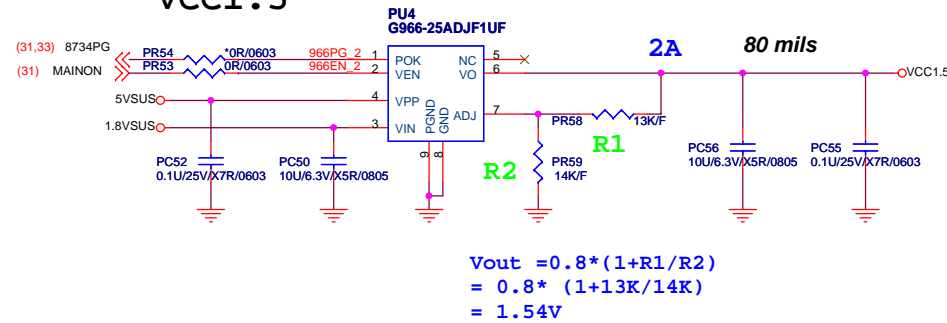 VCC1.5
PU4
G966-25ADJF1UF
(31,33) 8734PG
PR54 *0R/0603 966PG_2 1 POK NC 5
2A 80 mils
(31) MAINON PR53 0R/0603 966EN_2 2 VEN VO 6
VCC1.5
5VSUS 4 VPP
ADJ 7 PR58 13K/F
1.8VSUS 3 VIN PGND GND
R1
9 8
R2 PR59
14K/F
PC52
0.1U/25V/X7R/0603
PC50
10U/6.3V/X5R/0805
PC56
10U/6.3V/X5R/0805
PC55
0.1U/25V/X7R/0603
Vout =0.8*(1+R1/R2)
= 0.8* (1+13K/14K)
= 1.54V